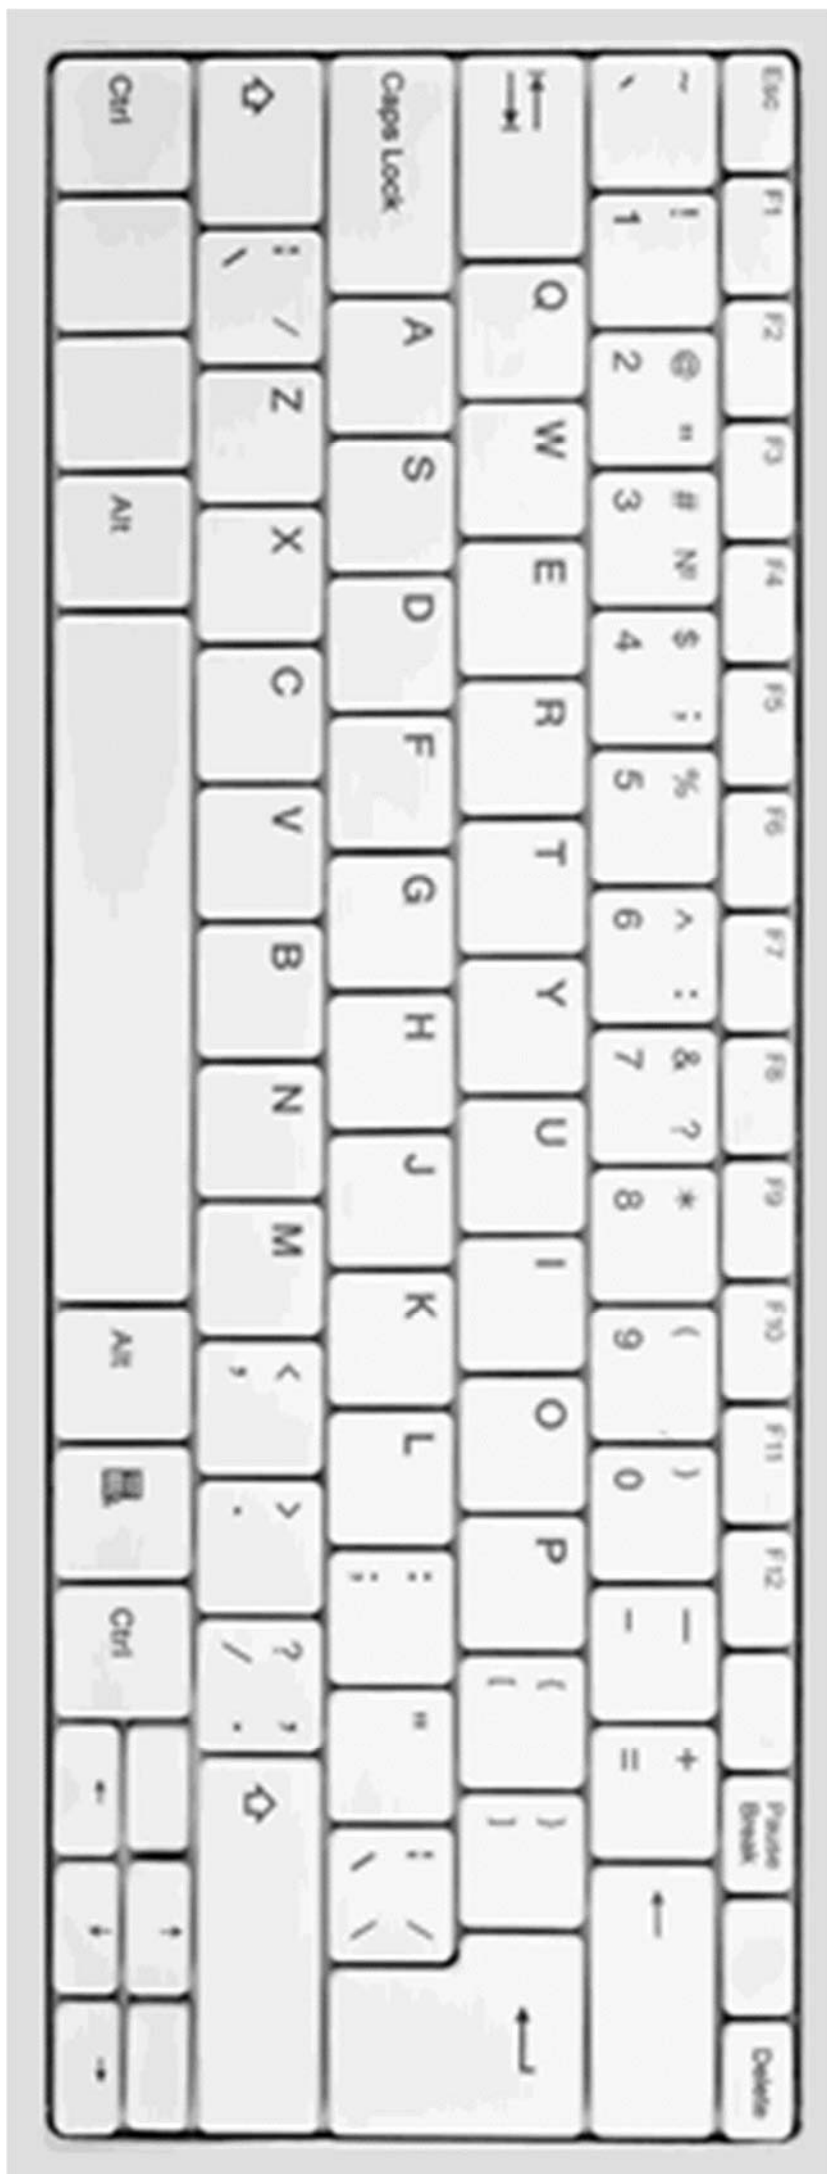 Esc F1 F2 F3 F4 F5 F6 F7 F8 F9 F10 F11 F12 Pause Break Delete
~ ! @ " # № $ ; % ^ : & ? * ( ) — +
` 1 2 3 4 5 6 7 8 9 0 - = ←
Q W E R T Y U I O P { }
[ ]
Caps Lock A S D F G H J K L : " ¦ /
; \ \
¦ / Z X C V B N M < > ? ,
\ , . / .
Ctrl Alt Alt Ctrl ↑
← ↓ →